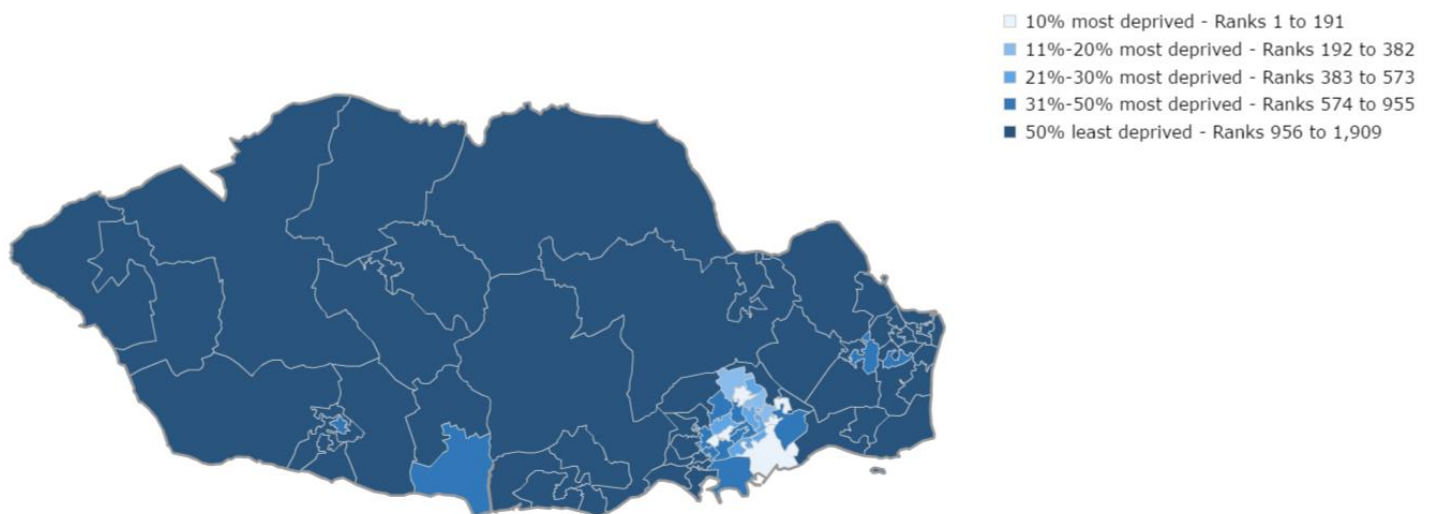 10% most deprived - Ranks 1 to 191
11%-20% most deprived - Ranks 192 to 382
21%-30% most deprived - Ranks 383 to 573
31%-50% most deprived - Ranks 574 to 955
50% least deprived - Ranks 956 to 1,909